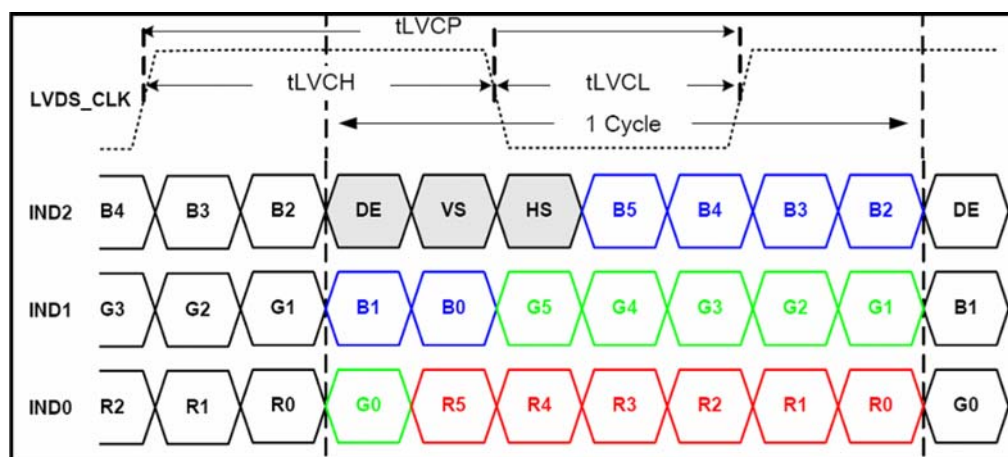 tLVCP
tLVCH tLVCL
LVDS_CLK
1 Cycle
IND2 B4 B3 B2 DE VS HS B5 B4 B3 B2 DE
IND1 G3 G2 G1 B1 B0 G5 G4 G3 G2 G1 B1
IND0 R2 R1 R0 G0 R5 R4 R3 R2 R1 R0 G0